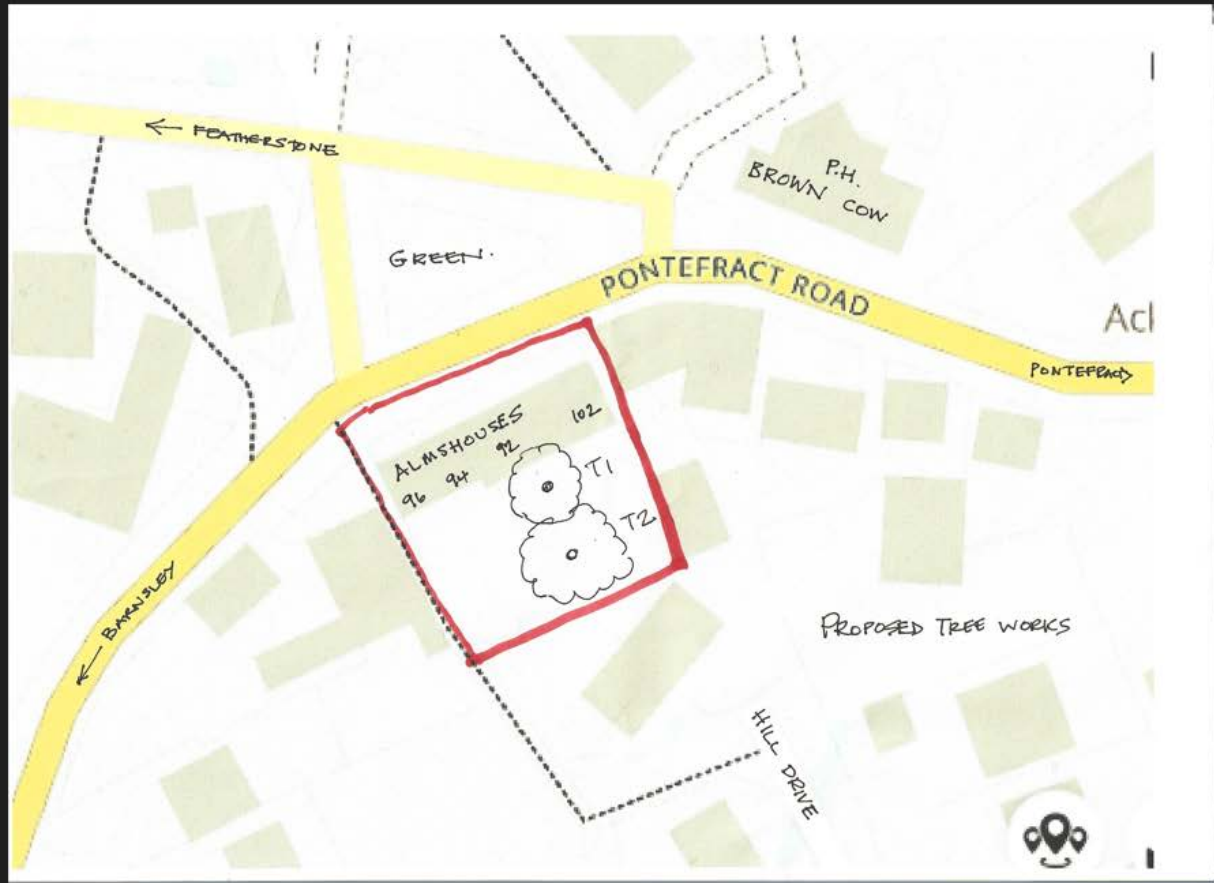 ← FEATHERSTONE
P.H.
BROWN COW
GREEN.
PONTEFRACT ROAD
Acl
PONTEFRACT
ALMSHOUSES
96 94 92 102
T1
T2
← BARNSLEY
PROPOSED TREE WORKS
HILL DRIVE